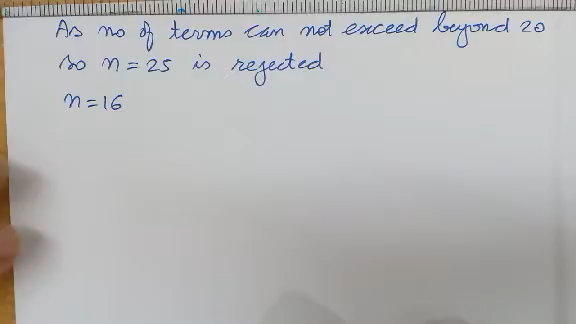 As no of terms can not exceed beyond 20
so n = 25 is rejected
n = 16